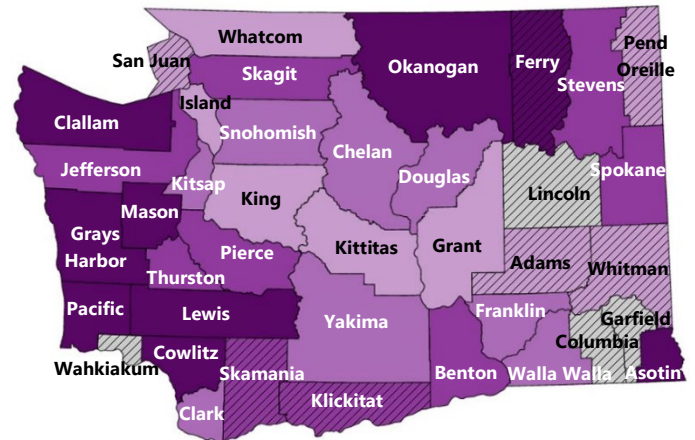 Whatcom
San Juan
Skagit
Okanogan
Ferry
Stevens
Pend
Oreille
Island
Clallam
Snohomish
Chelan
Jefferson
Kitsap
Douglas
Spokane
King
Lincoln
Mason
Grays
Harbor
Kittitas
Grant
Pierce
Thurston
Adams
Whitman
Pacific
Lewis
Yakima
Franklin
Garfield
Columbia
Wahkiakum
Cowlitz
Skamania
Benton
Walla Walla
Asotin
Klickitat
Clark